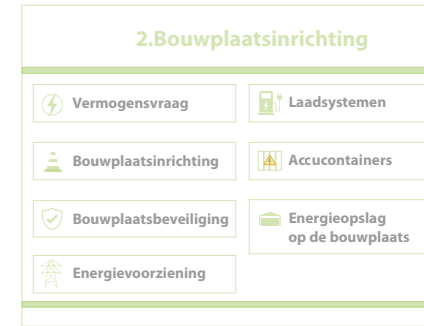 2.Bouwplaatsinrichting
Vermogensvraag
Bouwplaatsinrichting
Bouwplaatsbeveiliging
Energievoorziening
Laadsystemen
Accucontainers
Energieopslag
op de bouwplaats